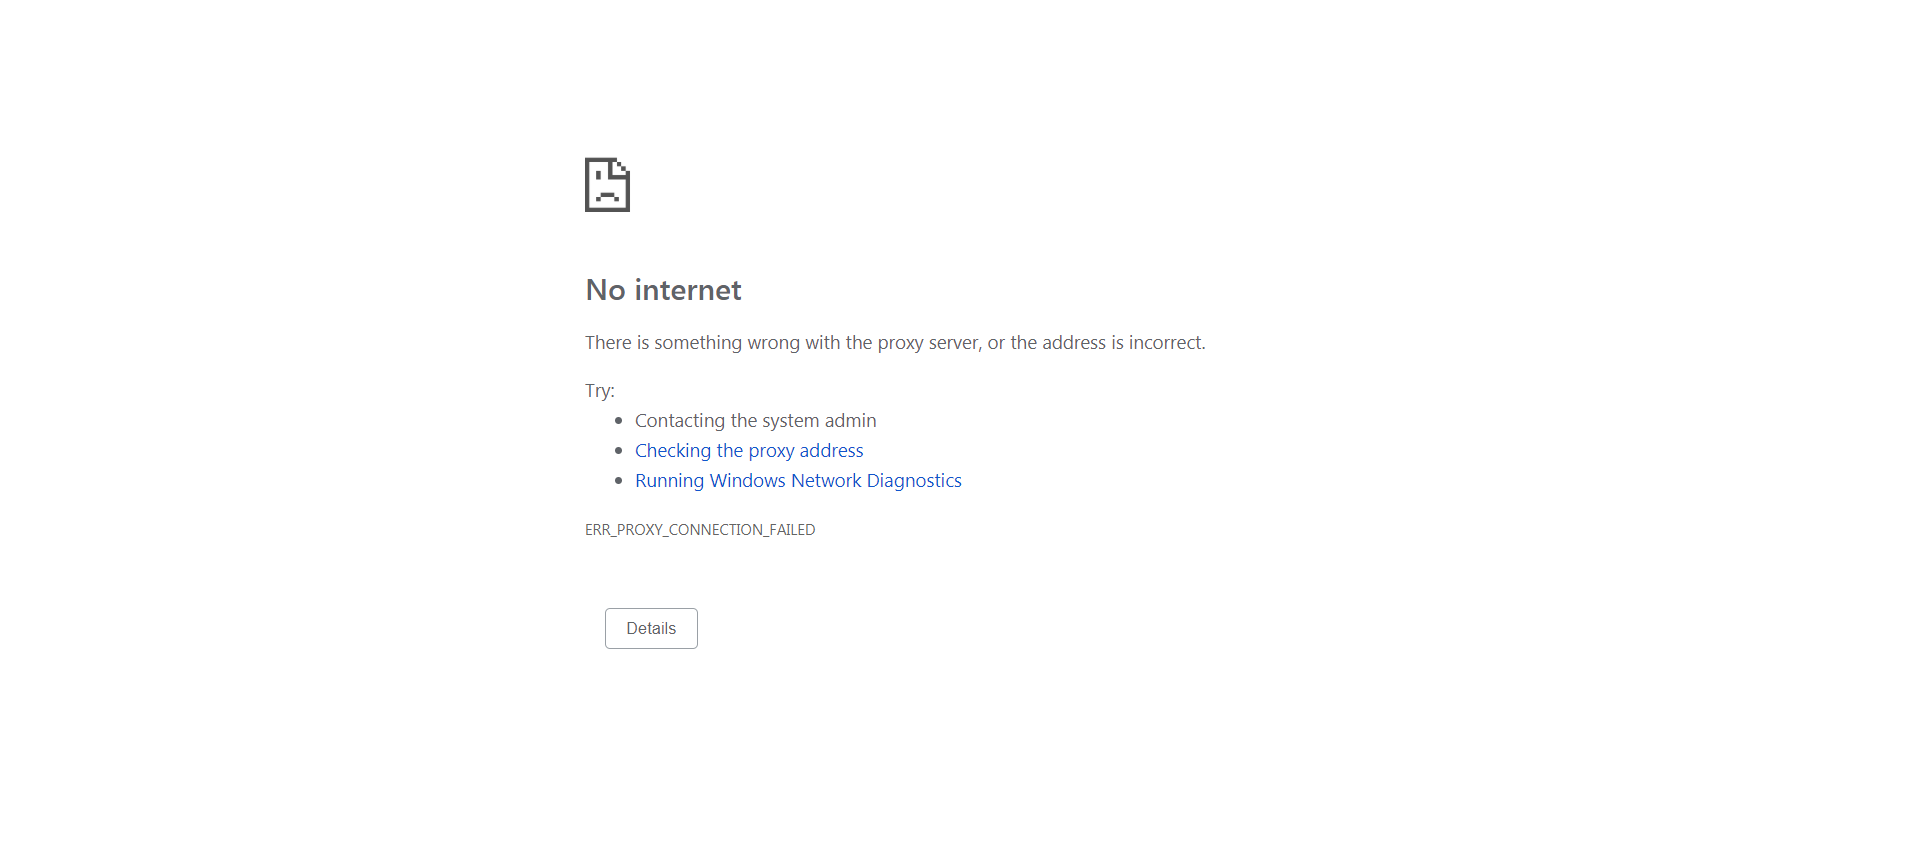 No internet
There is something wrong with the proxy server, or the address is incorrect.
Try:
Contacting the system admin
Checking the proxy address
Running Windows Network Diagnostics
ERR_PROXY_CONNECTION_FAILED
Details